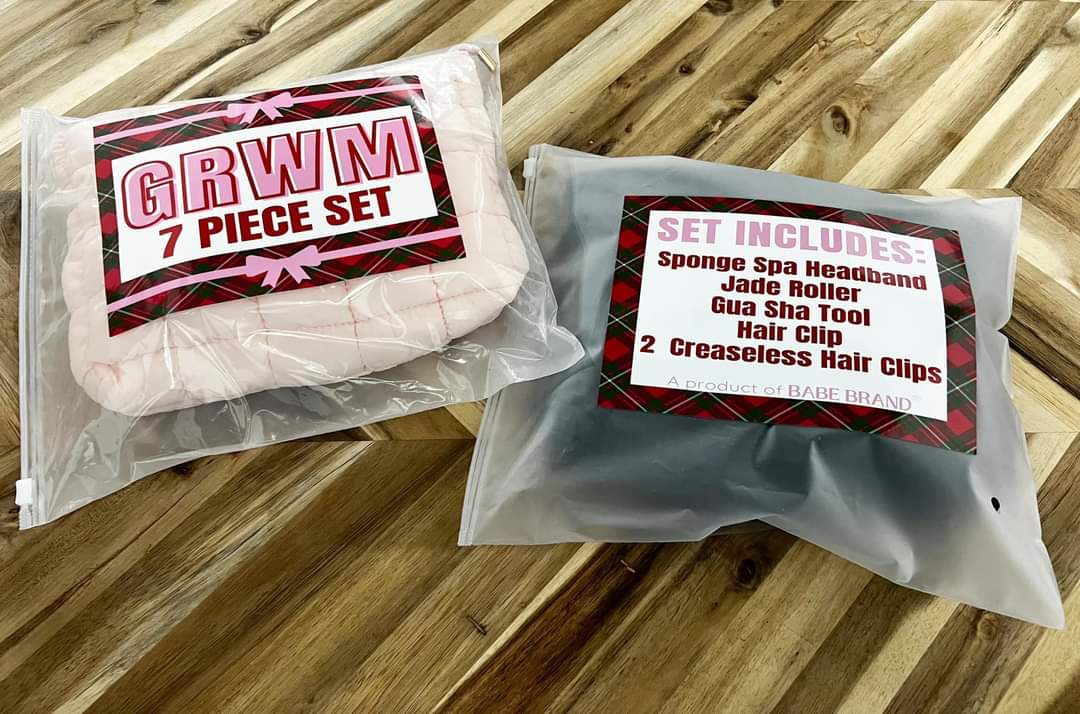 GRWM
7 PIECE SET
SET INCLUDES:
Sponge Spa Headband
Jade Roller
Gua Sha Tool
Hair Clip
2 Creaseless Hair Clips
A product of BABE BRAND®